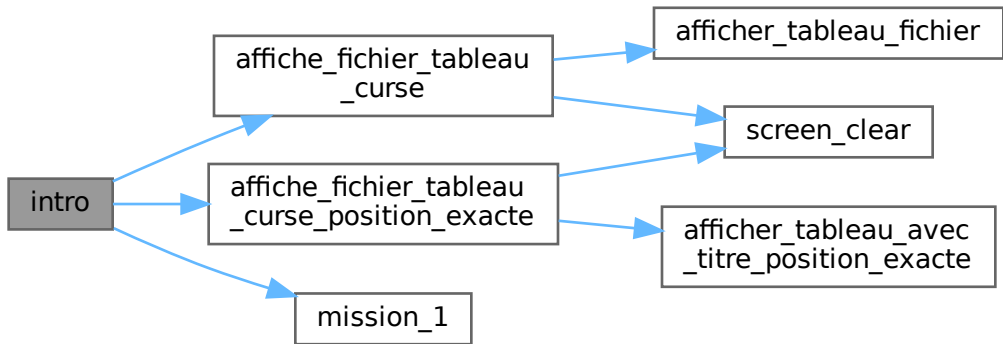 intro
affiche_fichier_tableau
_curse
affiche_fichier_tableau
_curse_position_exacte
mission_1
afficher_tableau_fichier
screen_clear
afficher_tableau_avec
_titre_position_exacte